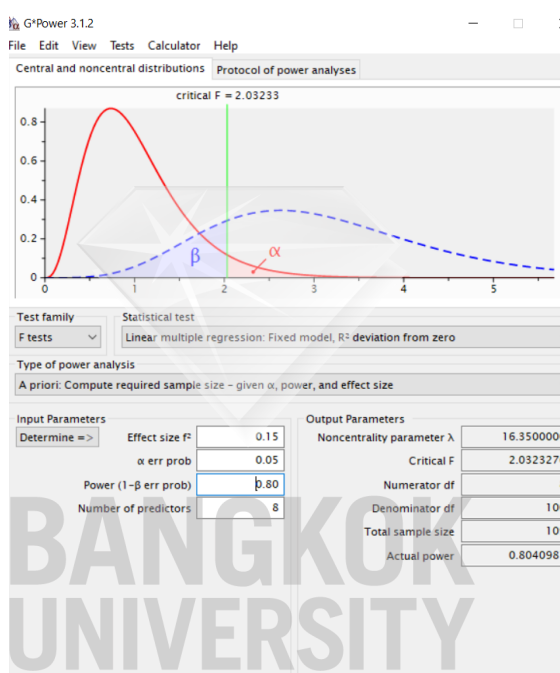 G*Power 3.1.2
File Edit View Tests Calculator Help
Central and noncentral distributions Protocol of power analyses
critical F = 2.03233
0.8
0.6
0.4
0.2
0
β
α
0 1 2 3 4 5
Test family Statistical test
F tests Linear multiple regression: Fixed model, R² deviation from zero
Type of power analysis
A priori: Compute required sample size – given α, power, and effect size
Input Parameters Output Parameters
Determine => Effect size f² 0.15 Noncentrality parameter λ 16.350000
α err prob 0.05 Critical F 2.032327
Power (1-β err prob) 0.80 Numerator df
Number of predictors 8 Denominator df 10
Total sample size 10
Actual power 0.804098
BANGKOK
UNIVERSITY